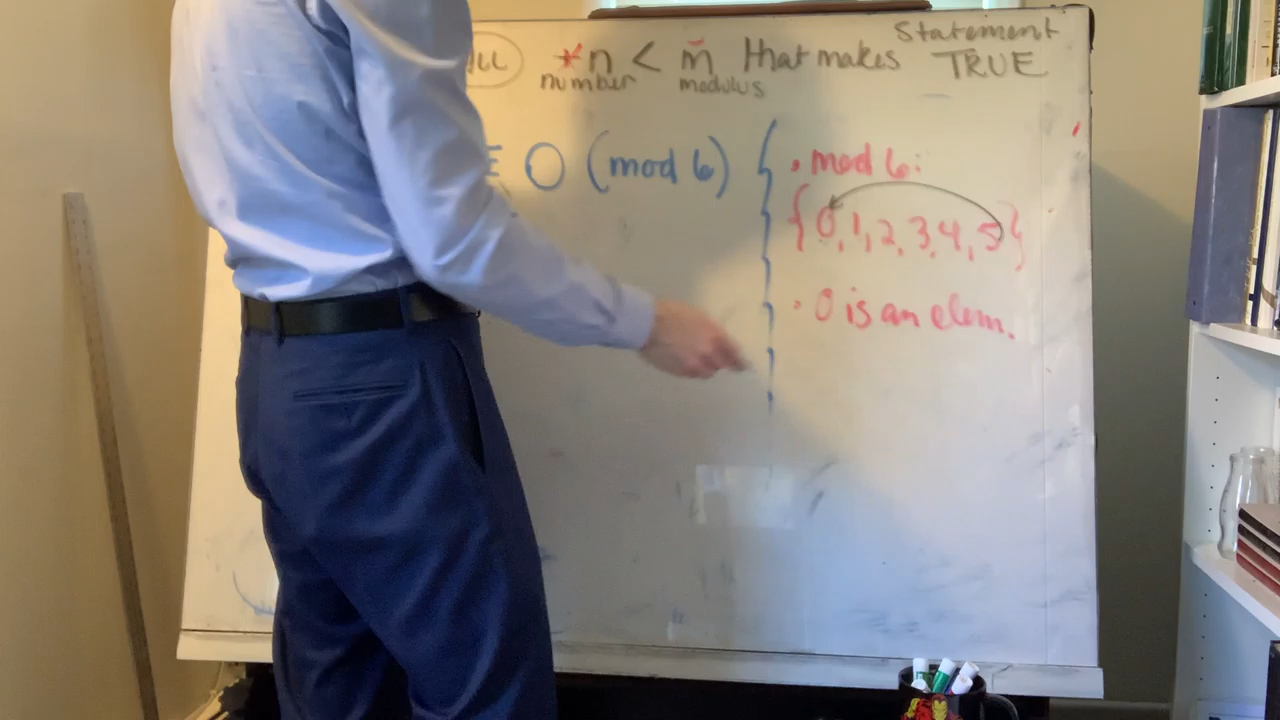 * n < m that makes Statement TRUE
number modulus
≡ 0 (mod 6)
• mod 6:
{0, 1, 2, 3, 4, 5}
• 0 is an elem.